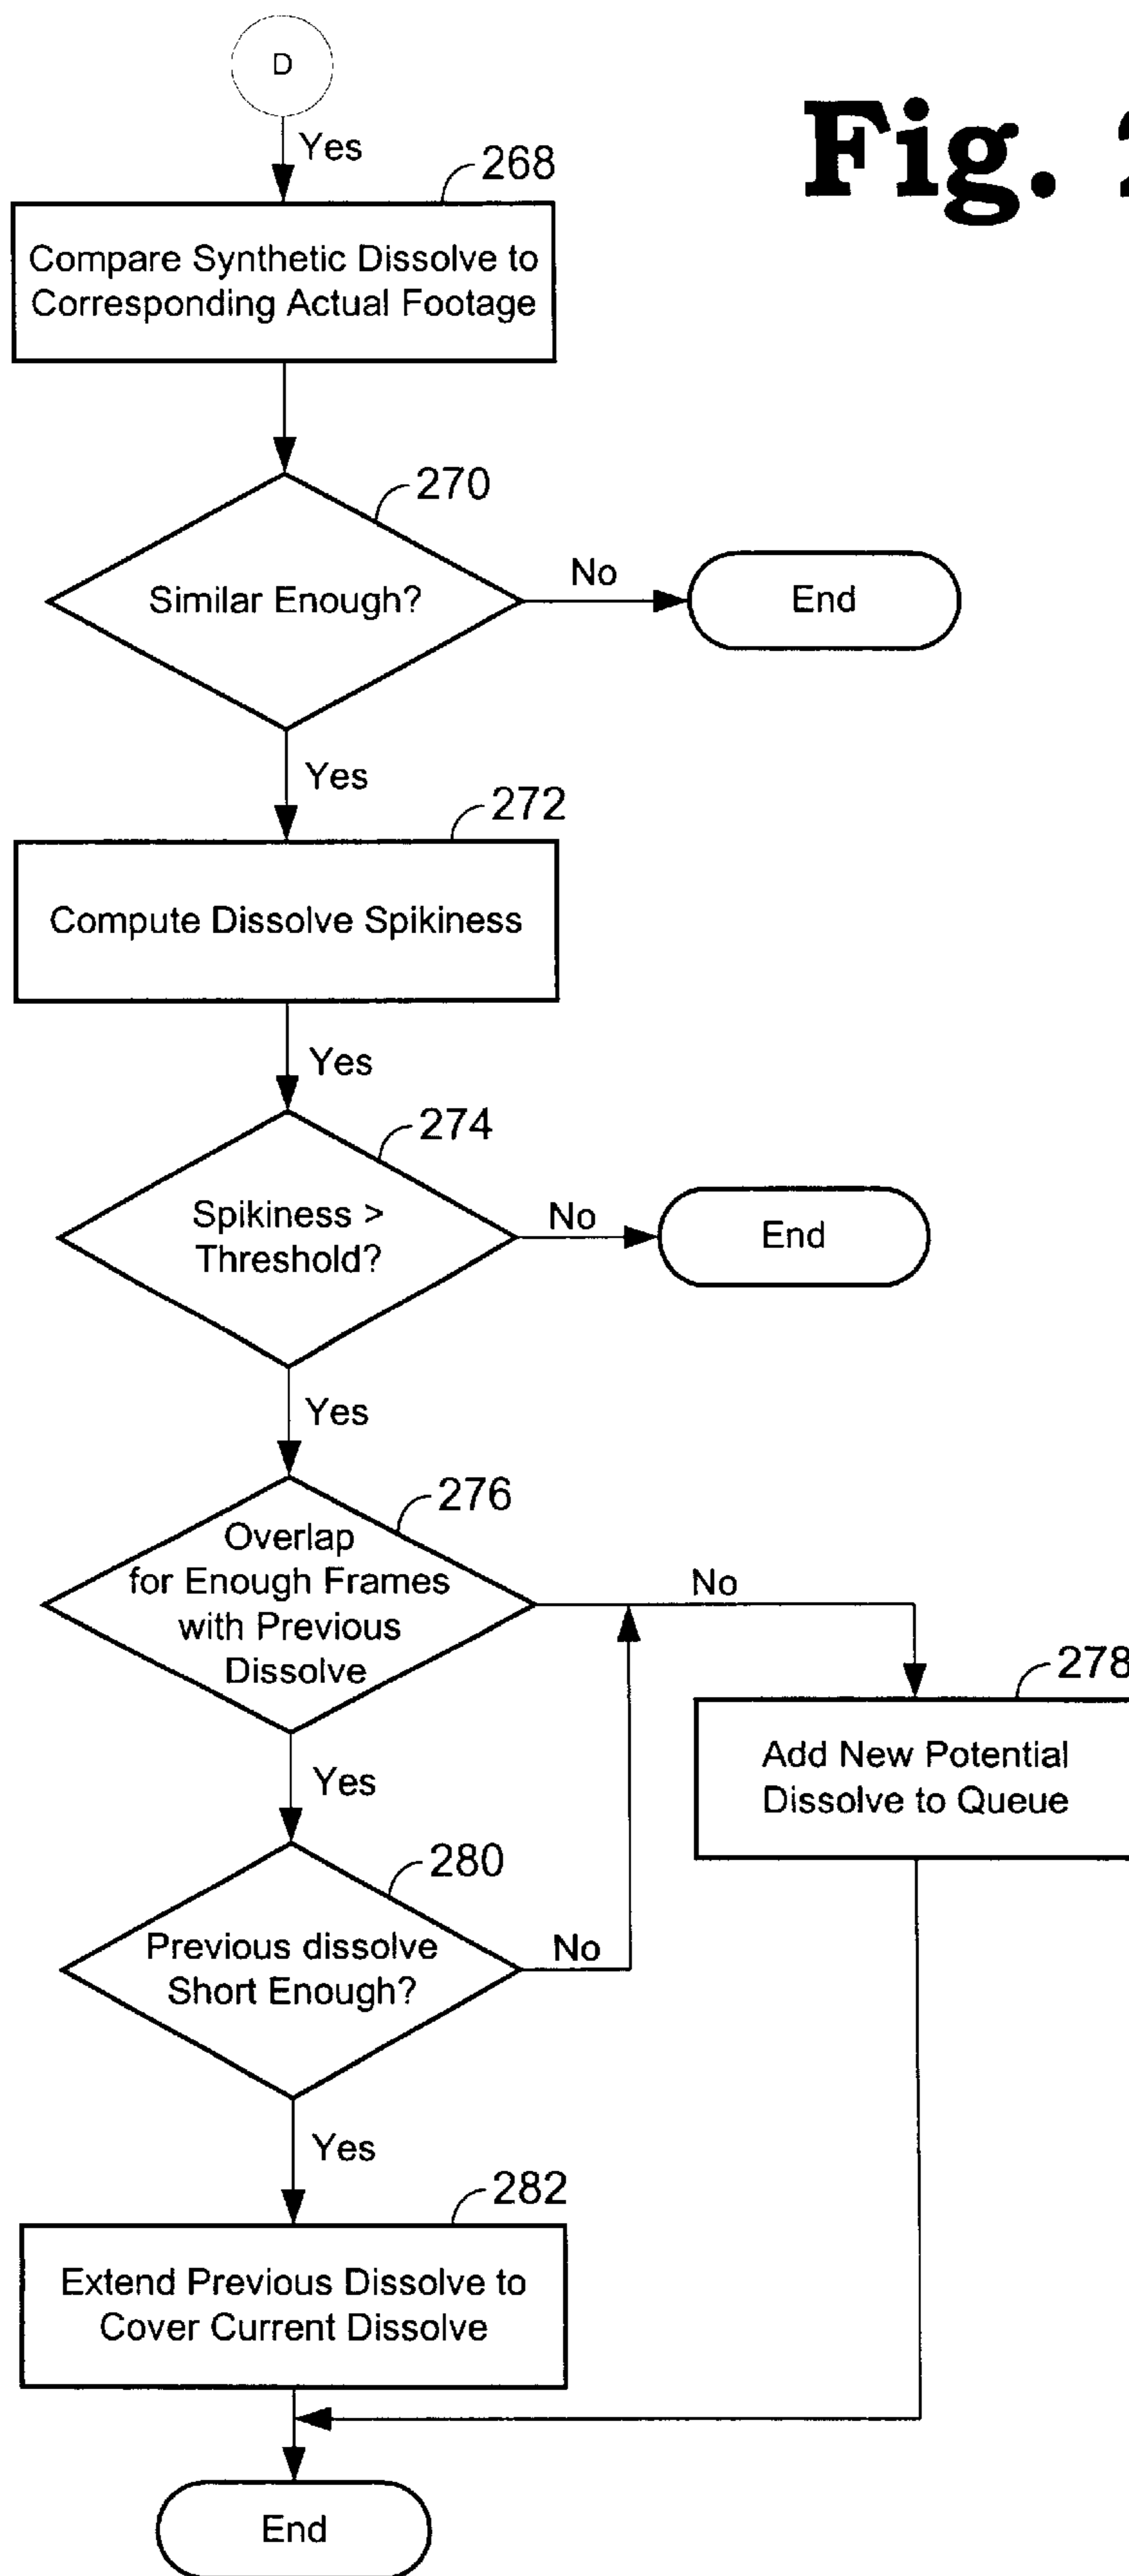 D
Fig. 2
Yes
268
Compare Synthetic Dissolve to
Corresponding Actual Footage
270
Similar Enough?
No
End
Yes
272
Compute Dissolve Spikiness
Yes
274
Spikiness >
Threshold?
No
End
Yes
276
Overlap
for Enough Frames
with Previous
Dissolve
No
278
Add New Potential
Dissolve to Queue
Yes
280
Previous dissolve
Short Enough?
No
Yes
282
Extend Previous Dissolve to
Cover Current Dissolve
End